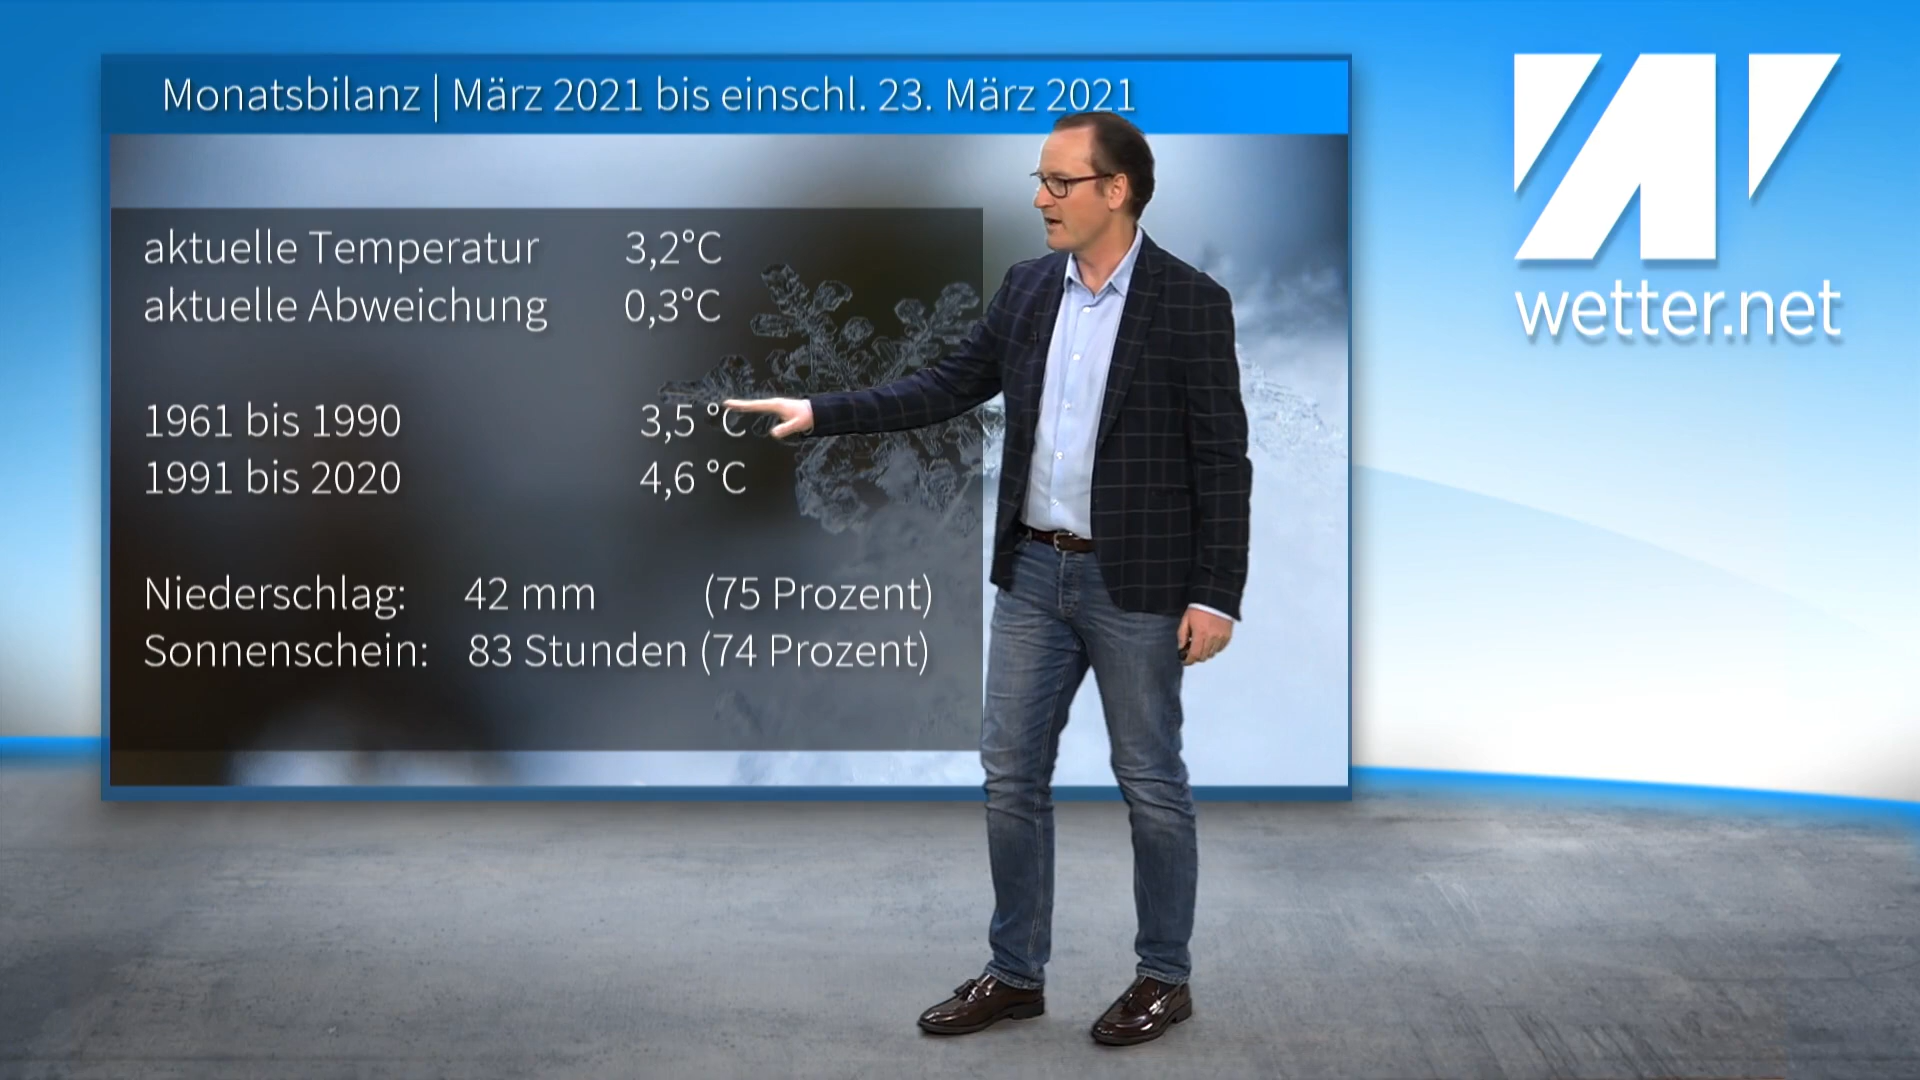 Monatsbilanz | März 2021 bis einschl. 23. März 2021
aktuelle Temperatur 3,2°C
aktuelle Abweichung 0,3°C
1961 bis 1990 3,5 °C
1991 bis 2020 4,6 °C
Niederschlag: 42 mm (75 Prozent)
Sonnenschein: 83 Stunden (74 Prozent)
wetter.net